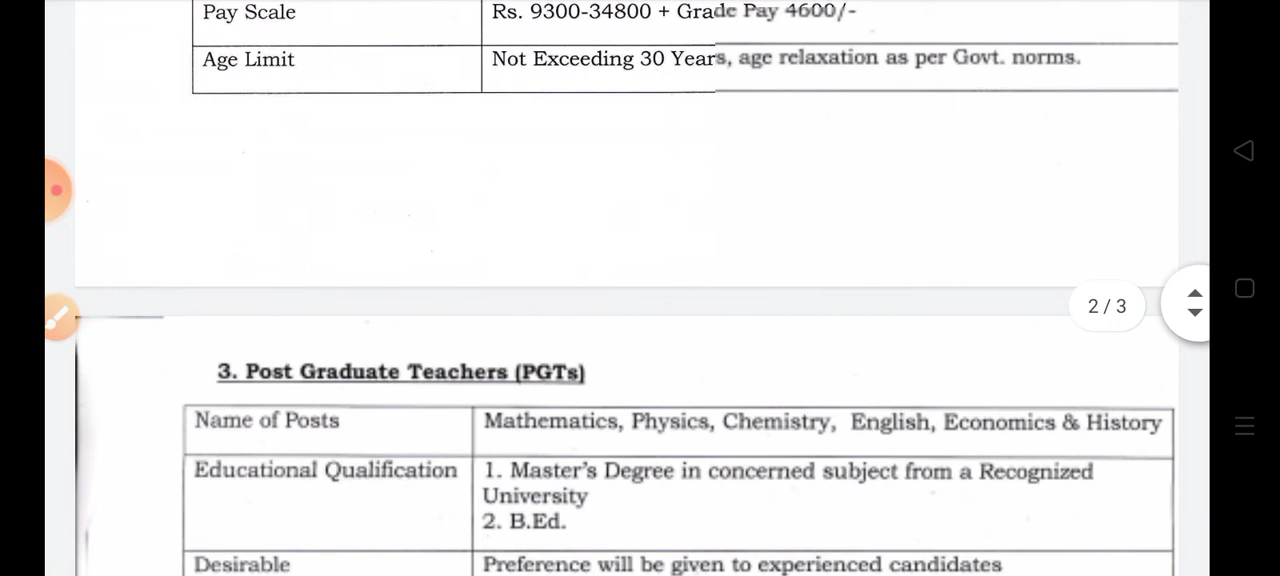 Pay Scale Rs. 9300-34800 + Grade Pay 4600/-
Age Limit Not Exceeding 30 Years, age relaxation as per Govt. norms.
2 / 3
3. Post Graduate Teachers (PGTs)
Name of Posts Mathematics, Physics, Chemistry, English, Economics & History
Educational Qualification 1. Master's Degree in concerned subject from a Recognized
University
2. B.Ed.
Desirable Preference will be given to experienced candidates